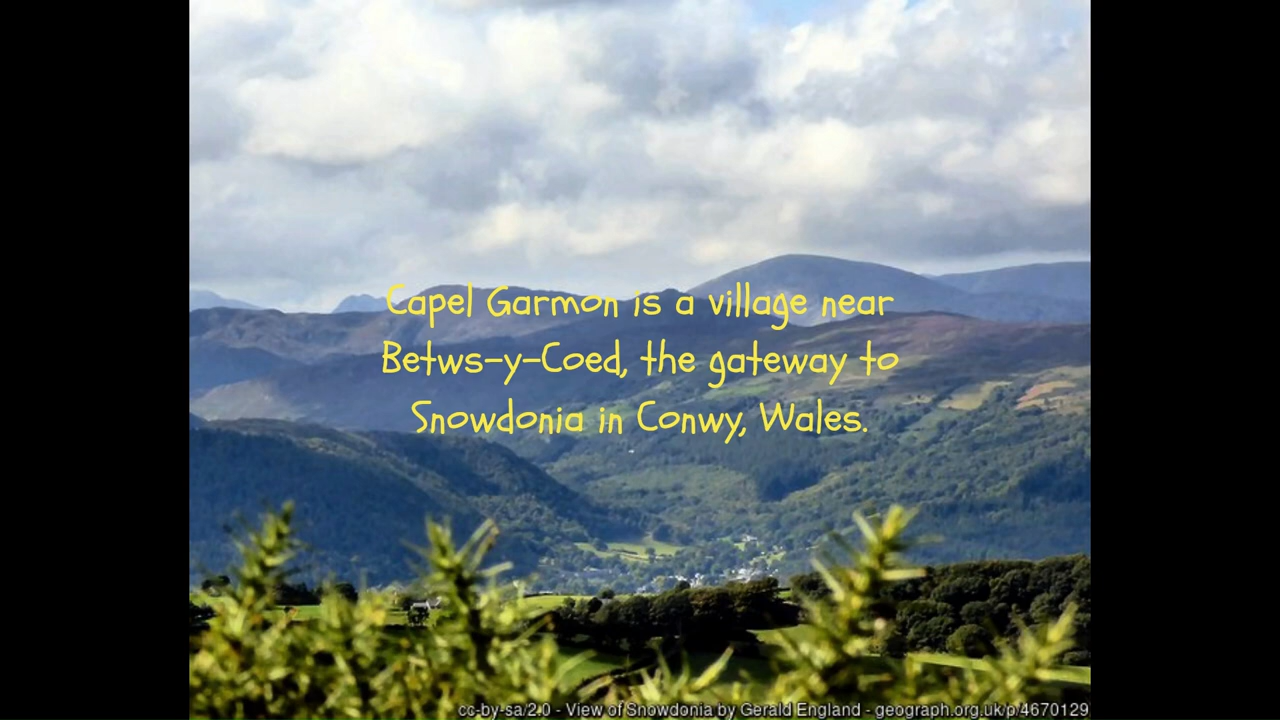 Capel Garmon is a village near
Betws-y-Coed, the gateway to
Snowdonia in Conwy, Wales.
cc-by-sa/2.0 - View of Snowdonia by Gerald England - geograph.org.uk/p/4670129